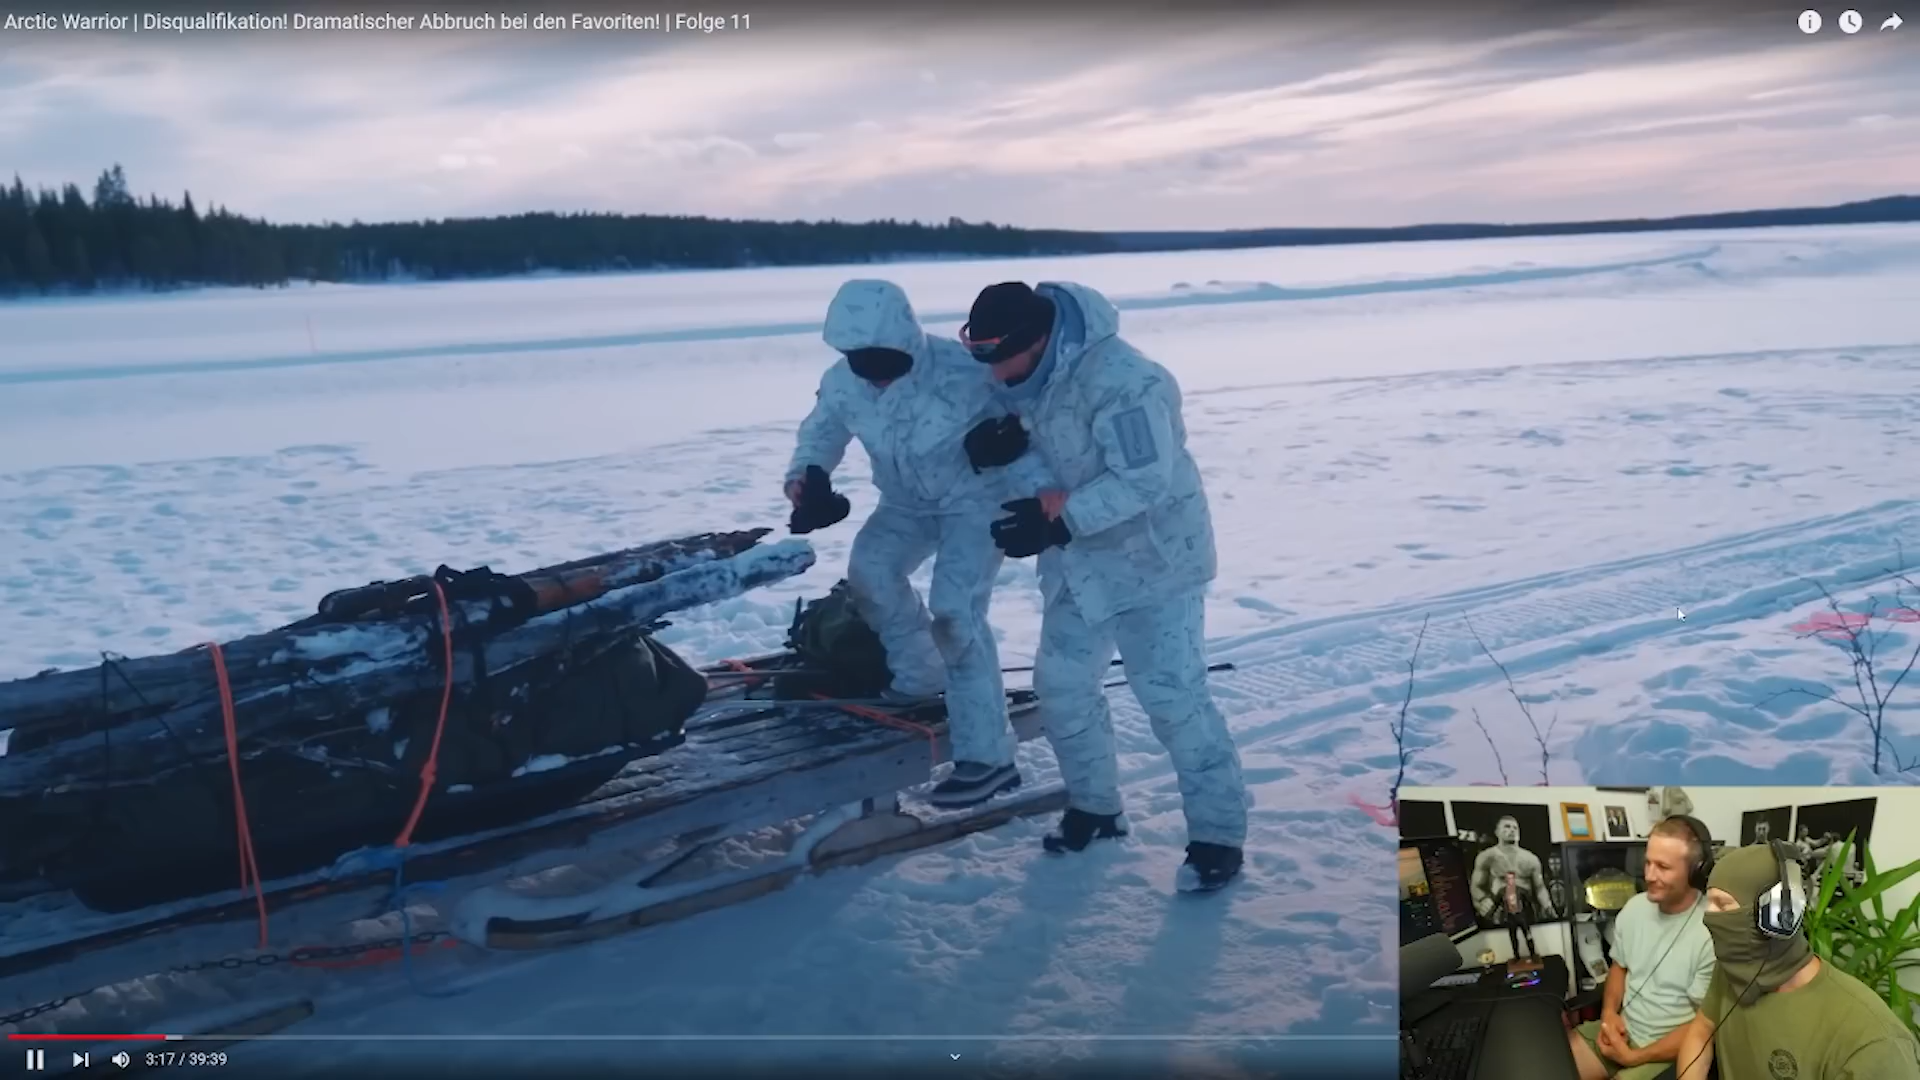 Arctic Warrior | Disqualifikation! Dramatischer Abbruch bei den Favoriten! | Folge 11
3:17 / 39:39